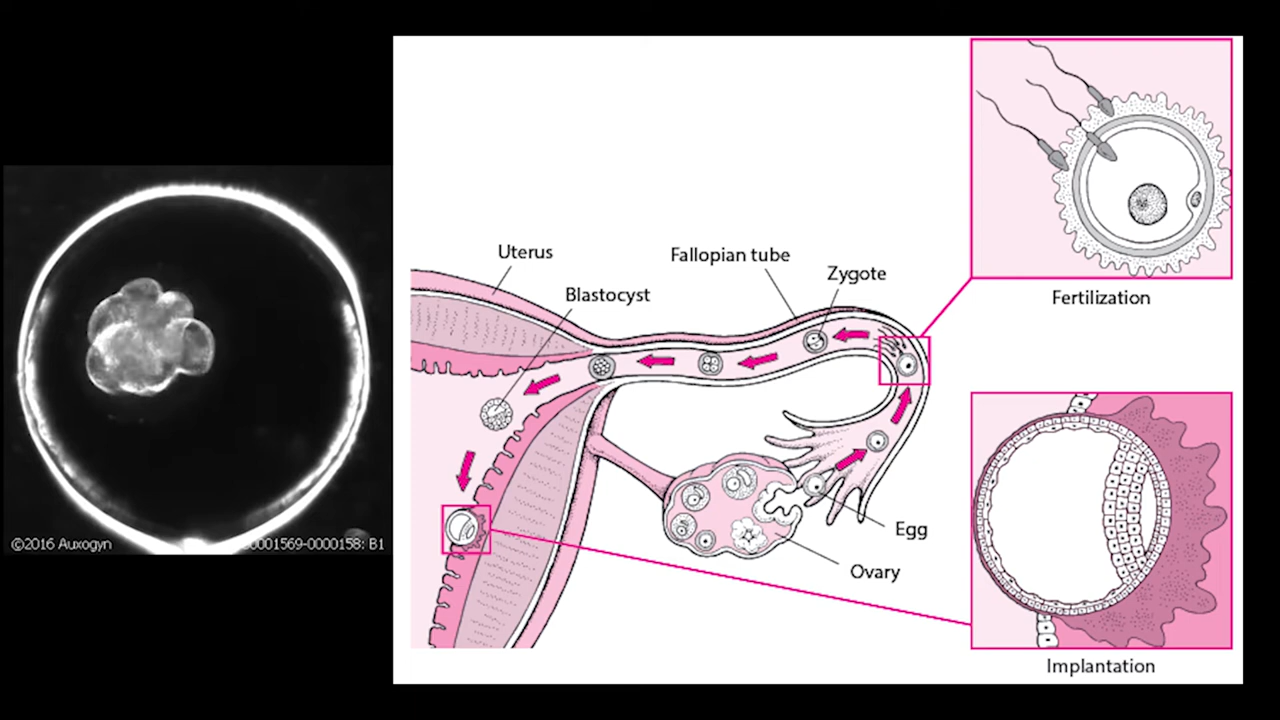 Uterus
Fallopian tube
Zygote
Blastocyst
Fertilization
Egg
Ovary
Implantation
©2016 Auxogyn
0001569-0000158: B1